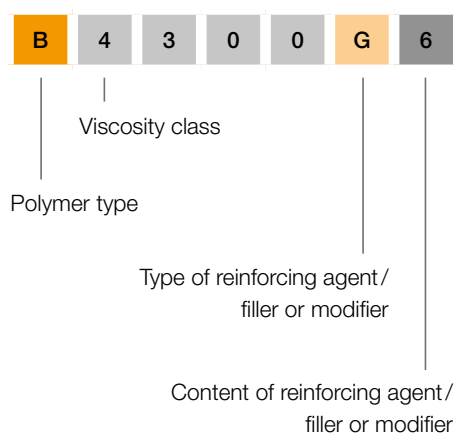 B 4 3 0 0 G 6
Viscosity class
Polymer type
Type of reinforcing agent/
filler or modifier
Content of reinforcing agent/
filler or modifier